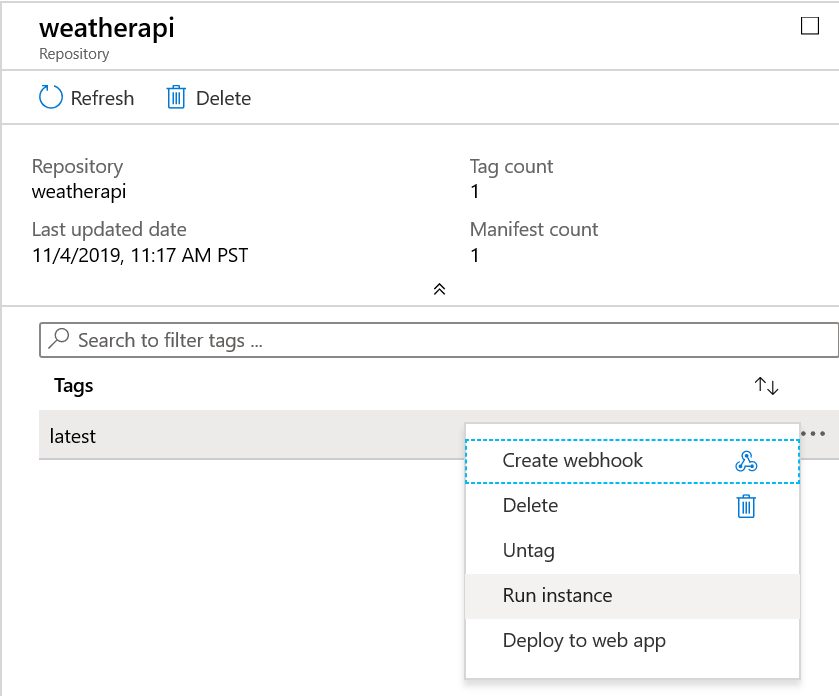 weatherapi
Repository
Refresh Delete
Repository Tag count
weatherapi 1
Last updated date Manifest count
11/4/2019, 11:17 AM PST 1
Search to filter tags ...
Tags
latest
Create webhook
Delete
Untag
Run instance
Deploy to web app